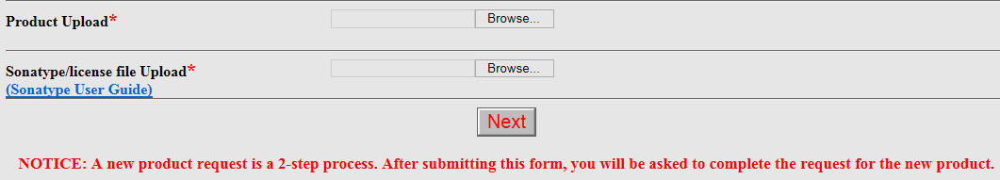 Product Upload* Browse...
Sonatype/license file Upload* Browse...
(Sonatype User Guide)
Next
NOTICE: A new product request is a 2-step process. After submitting this form, you will be asked to complete the request for the new product.